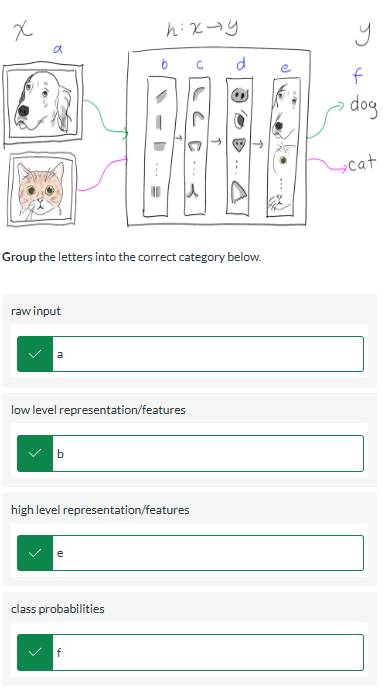 x h: x→y y
a
b c d e f
dog
cat
Group the letters into the correct category below.
raw input
a
low level representation/features
b
high level representation/features
e
class probabilities
f